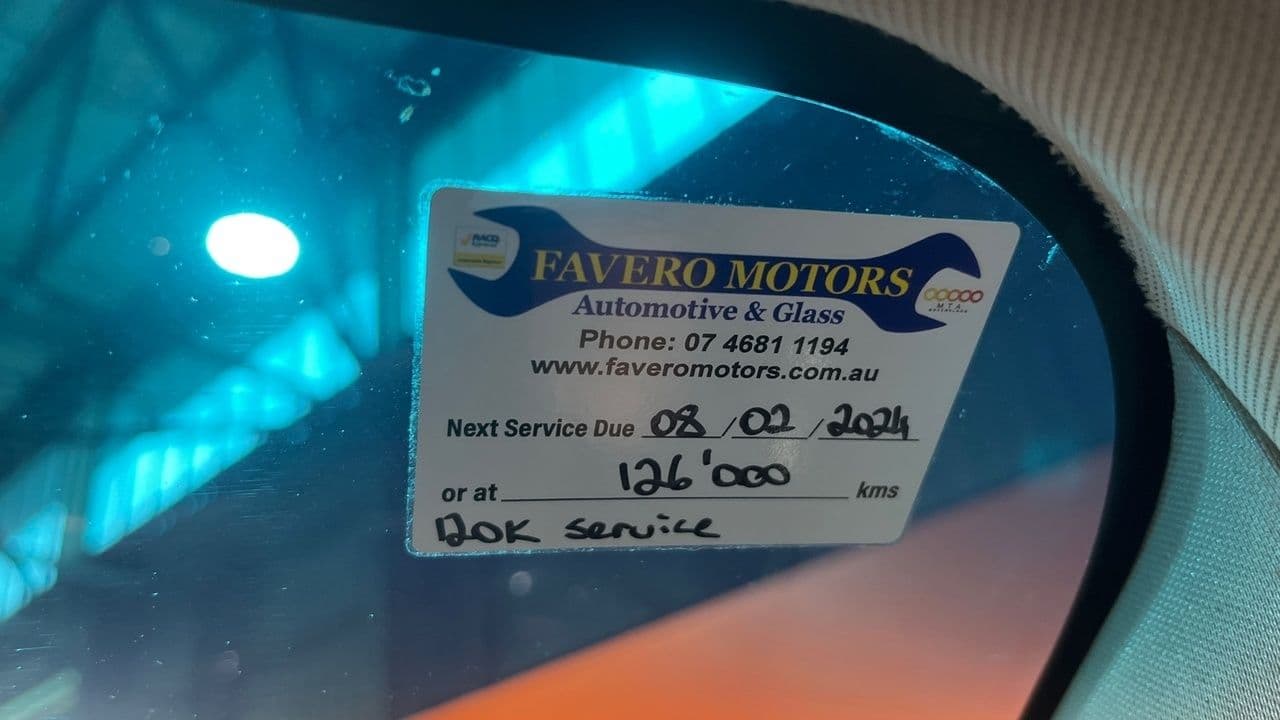 RACQ
FAVERO MOTORS
Automotive & Glass
M.T.A.
Phone: 07 4681 1194
www.faveromotors.com.au
Next Service Due 08 / 02 / 2024
126'000
or at kms
120K service